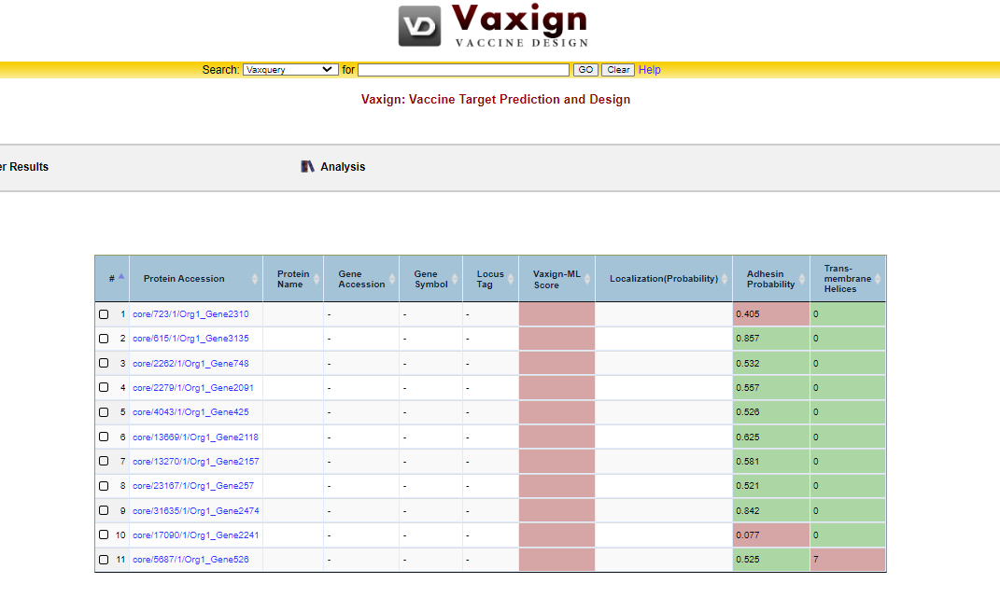 VD Vaxign
VACCINE DESIGN
Search: Vaxquery for GO Clear Help
Vaxign: Vaccine Target Prediction and Design
er Results Analysis
# Protein Accession Protein Name Gene Accession Gene Symbol Locus Tag Vaxign-ML Score Localization(Probability) Adhesin Probability Trans-membrane Helices
1 core/723/1/Org1_Gene2310 - - - 0.405 0
2 core/615/1/Org1_Gene3135 - - - 0.857 0
3 core/2262/1/Org1_Gene748 - - - 0.532 0
4 core/2279/1/Org1_Gene2091 - - - 0.557 0
5 core/4043/1/Org1_Gene425 - - - 0.526 0
6 core/13669/1/Org1_Gene2118 - - - 0.625 0
7 core/13270/1/Org1_Gene2157 - - - 0.581 0
8 core/23167/1/Org1_Gene257 - - - 0.521 0
9 core/31635/1/Org1_Gene2474 - - - 0.842 0
10 core/17090/1/Org1_Gene2241 - - - 0.077 0
11 core/5687/1/Org1_Gene526 - - - 0.525 7